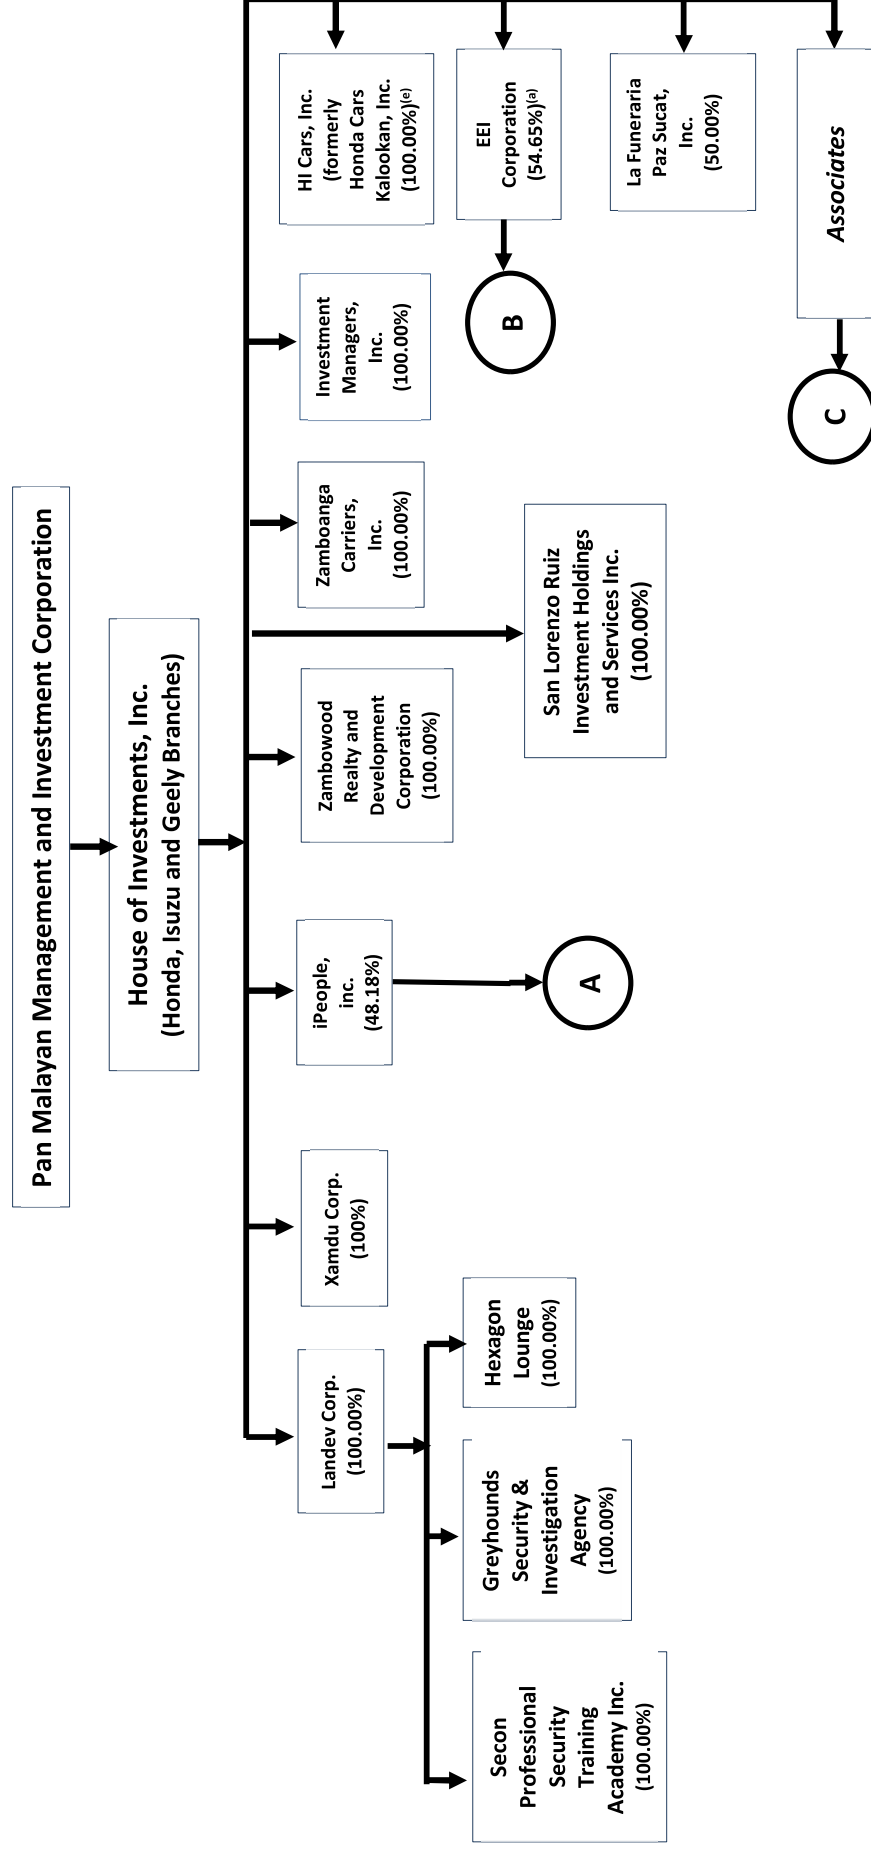 Pan Malayan Management and Investment Corporation
House of Investments, Inc.
(Honda, Isuzu and Geely Branches)
Landev Corp.
(100.00%)
Xamdu Corp.
(100%)
iPeople,
inc.
(48.18%)
Zambowood
Realty and
Development
Corporation
(100.00%)
Zamboanga
Carriers,
Inc.
(100.00%)
Investment
Managers,
Inc.
(100.00%)
HI Cars, Inc.
(formerly
Honda Cars
Kalookan, Inc.
(100.00%)(e)
Secon
Professional
Security
Training
Academy Inc.
(100.00%)
Greyhounds
Security &
Investigation
Agency
(100.00%)
Hexagon
Lounge
(100.00%)
A
San Lorenzo Ruiz
Investment Holdings
and Services Inc.
(100.00%)
B
EEI
Corporation
(54.65%)(a)
La Funeraria
Paz Sucat,
Inc.
(50.00%)
C
Associates